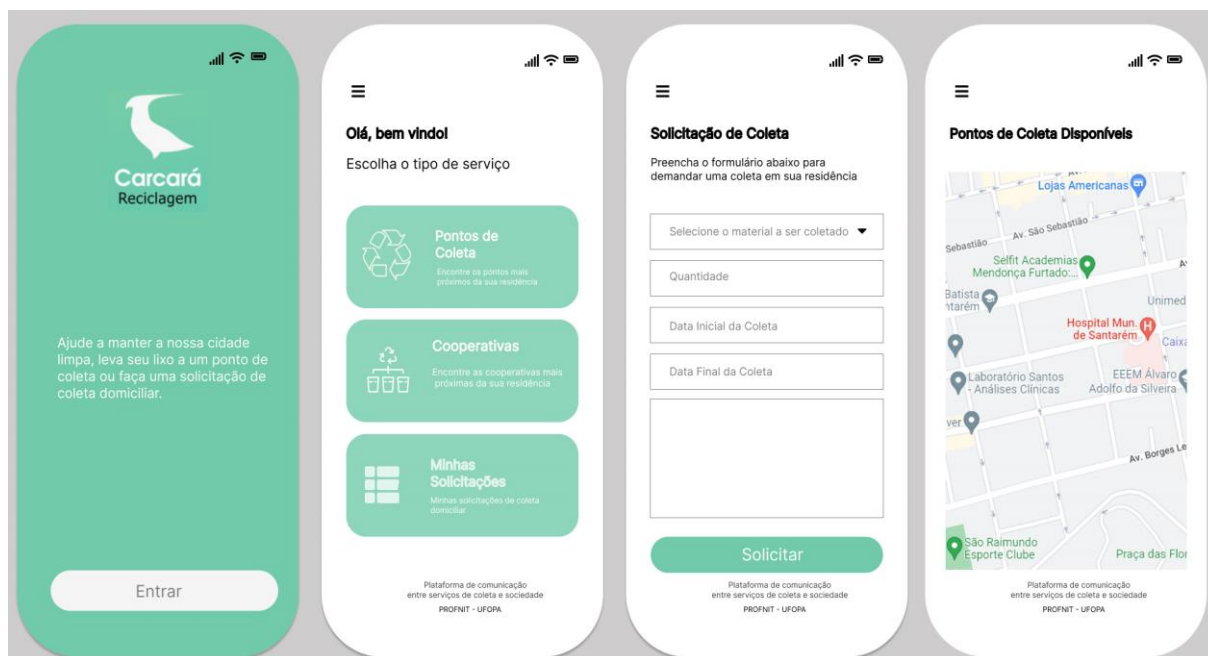 Carcará
Reciclagem
Ajude a manter a nossa cidade
limpa, leva seu lixo a um ponto de
coleta ou faça uma solicitação de
coleta domiciliar.
Entrar
Olá, bem vindo!
Escolha o tipo de serviço
Pontos de
Coleta
Encontre os pontos mais
próximos da sua residência
Cooperativas
Encontre as cooperativas mais
próximas da sua residência
Minhas
Solicitações
Minhas solicitações de coleta
domiciliar
Plataforma de comunicação
entre serviços de coleta e sociedade
PROFNIT - UFOPA
Solicitação de Coleta
Preencha o formulário abaixo para
demandar uma coleta em sua residência
Selecione o material a ser coletado
Quantidade
Data Inicial da Coleta
Data Final da Coleta
Solicitar
Plataforma de comunicação
entre serviços de coleta e sociedade
PROFNIT - UFOPA
Pontos de Coleta Disponíveis
Lojas Americanas
Sebastião
Av. São Sebastião
Selfit Academias
Mendonça Furtado:...
Batista
ntarém
Unimed
Hospital Mun.
de Santarém
H
Caixa
Laboratório Santos
- Análises Clínicas
EEEM Álvaro
Adolfo da Silveira
ver
Av. Borges Le
São Raimundo
Esporte Clube
Praça das Flor
Plataforma de comunicação
entre serviços de coleta e sociedade
PROFNIT - UFOPA